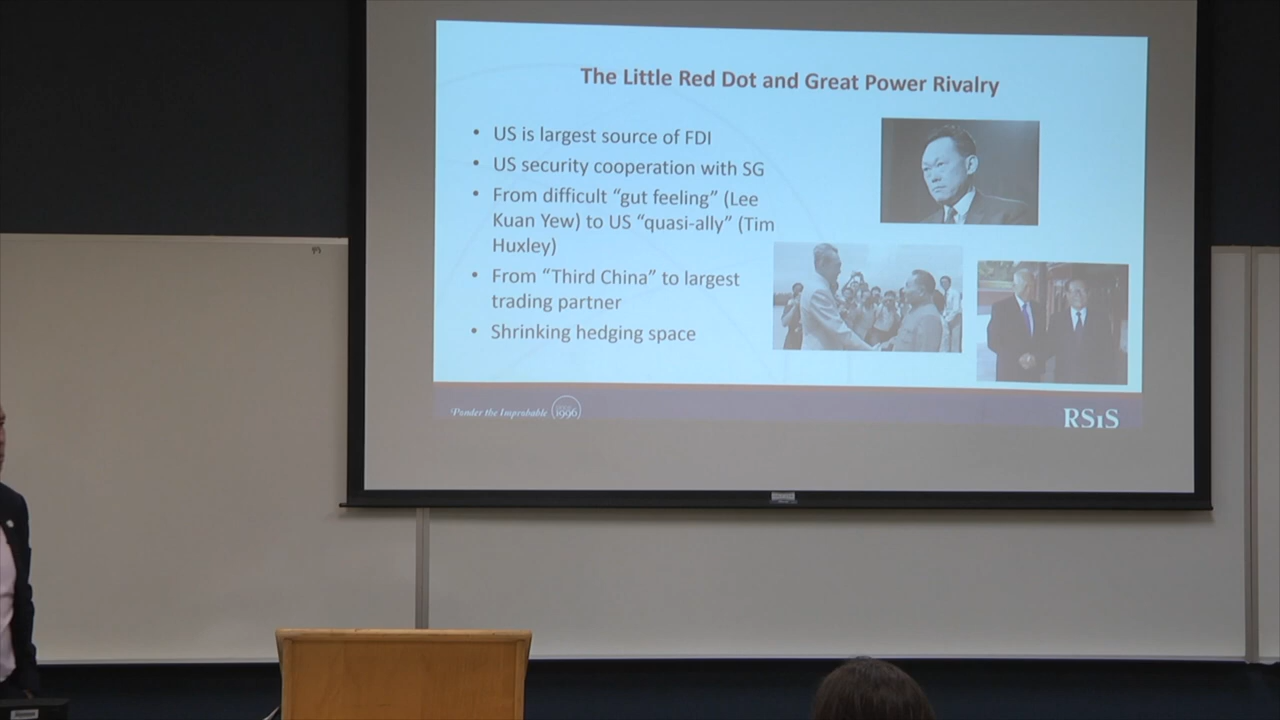 The Little Red Dot and Great Power Rivalry
• US is largest source of FDI
• US security cooperation with SG
• From difficult “gut feeling” (Lee
Kuan Yew) to US “quasi-ally” (Tim
Huxley)
• From “Third China” to largest
trading partner
• Shrinking hedging space
Ponder the Improbable
1996
RSiS